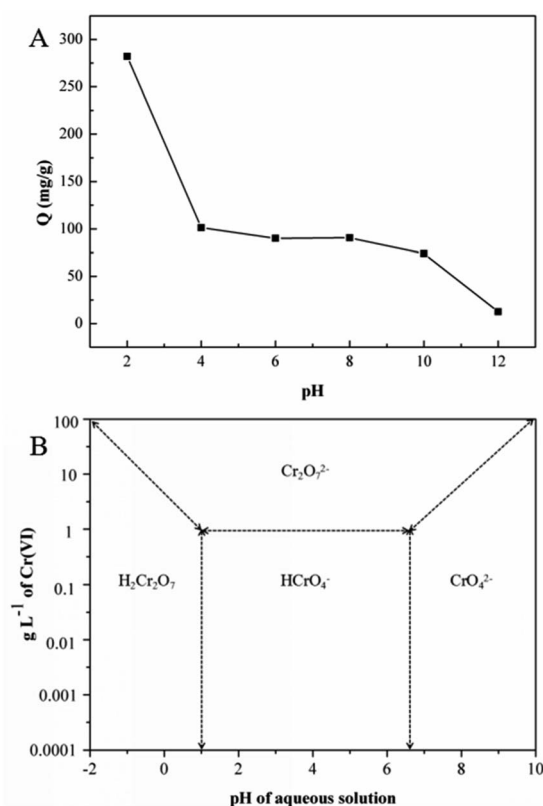 A
300
250
200
150
100
50
0
Q (mg/g)
2 4 6 8 10 12
pH
B
100
10
1
0.1
0.01
0.001
0.0001
g L⁻¹ of Cr(VI)
Cr₂O₇²⁻
H₂Cr₂O₇ HCrO₄⁻ CrO₄²⁻
-2 0 2 4 6 8 10
pH of aqueous solution